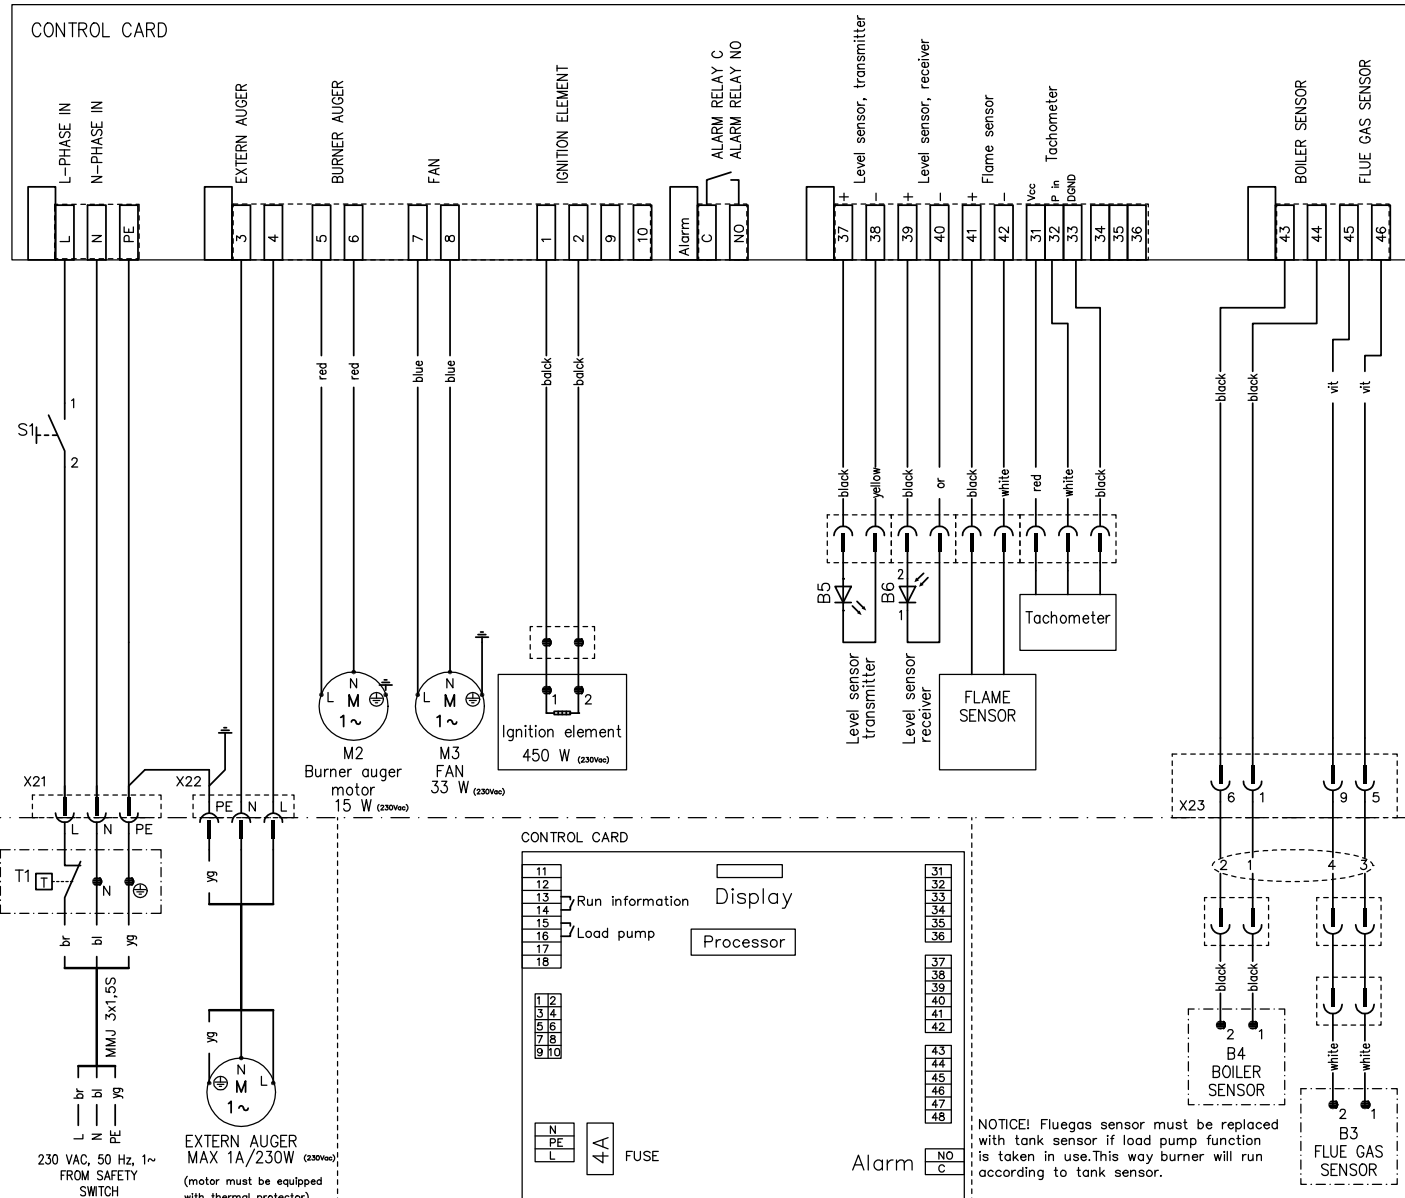 CONTROL CARD
L-PHASE IN
N-PHASE IN
EXTERN AUGER
BURNER AUGER
FAN
IGNITION ELEMENT
ALARM RELAY C
ALARM RELAY NO
Level sensor, transmitter
Level sensor, receiver
Flame sensor
Tachometer
BOILER SENSOR
FLUE GAS SENSOR
+ - + - + - Vcc P in DGND
L N PE 3 4 5 6 7 8 1 2 9 10 Alarm C NO 37 38 39 40 41 42 31 32 33 34 35 36 43 44 45 46
red red blue blue balck balck
black black vit vit
1
S1
2
black yellow black or black white red white black
B5
2
B6
1
Tachometer
Level sensor
transmitter
Level sensor
receiver
FLAME
SENSOR
L N
M
1~
M2
Burner auger
motor
15 W (230Vac)
L N
M
1~
M3
FAN
33 W (230Vac)
1 2
Ignition element
450 W (230Vac)
X21
L N PE
X22
PE N L
X23
6 1 9 5
2 1 4 3
T1
T
N
br bl yg
MMJ 3x1,5S
br bl yg
L N PE
230 VAC, 50 Hz, 1~
FROM SAFETY
SWITCH
yg
yg
N
M L
1~
EXTERN AUGER
MAX 1A/230W (230Vac)
(motor must be equipped
with thermal protector)
CONTROL CARD
11
12
13
14
15
16
17
18
Run information
Load pump
Display
Processor
1 2
3 4
5 6
7 8
9 10
N
PE
L
4A
FUSE
31
32
33
34
35
36
37
38
39
40
41
42
43
44
45
46
47
48
Alarm
NO
C
black black
2 1
B4
BOILER
SENSOR
white white
2 1
B3
FLUE GAS
SENSOR
NOTICE! Fluegas sensor must be replaced
with tank sensor if load pump function
is taken in use.This way burner will run
according to tank sensor.